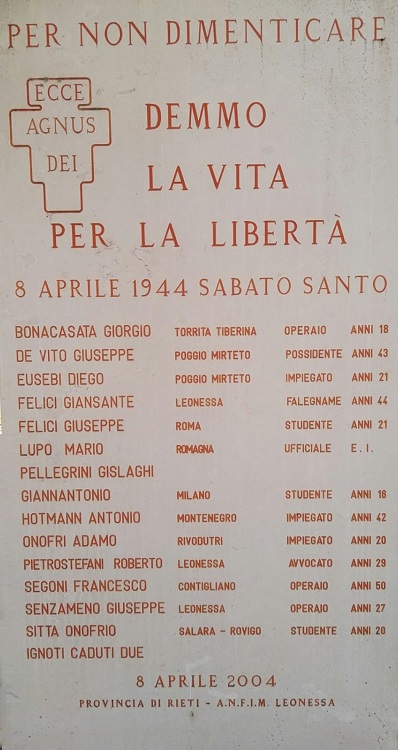 PER NON DIMENTICARE
ECCE
AGNUS
DEI
DEMMO
LA VITA
PER LA LIBERTÀ
8 APRILE 1944 SABATO SANTO
BONACASATA GIORGIO TORRITA TIBERINA OPERAIO ANNI 18
DE VITO GIUSEPPE POGGIO MIRTETO POSSIDENTE ANNI 43
EUSEBI DIEGO POGGIO MIRTETO IMPIEGATO ANNI 21
FELICI GIANSANTE LEONESSA FALEGNAME ANNI 44
FELICI GIUSEPPE ROMA STUDENTE ANNI 21
LUPO MARIO ROMAGNA UFFICIALE E. I.
PELLEGRINI GISLAGHI
GIANNANTONIO MILANO STUDENTE ANNI 16
HOTMANN ANTONIO MONTENEGRO IMPIEGATO ANNI 42
ONOFRI ADAMO RIVODUTRI IMPIEGATO ANNI 20
PIETROSTEFANI ROBERTO LEONESSA AVVOCATO ANNI 29
SEGONI FRANCESCO CONTIGLIANO OPERAIO ANNI 50
SENZAMENO GIUSEPPE LEONESSA OPERAJO ANNI 27
SITTA ONOFRIO SALARA - ROVIGO STUDENTE ANNI 20
IGNOTI CADUTI DUE
8 APRILE 2004
PROVINCIA DI RIETI - A.N.F.I.M. LEONESSA